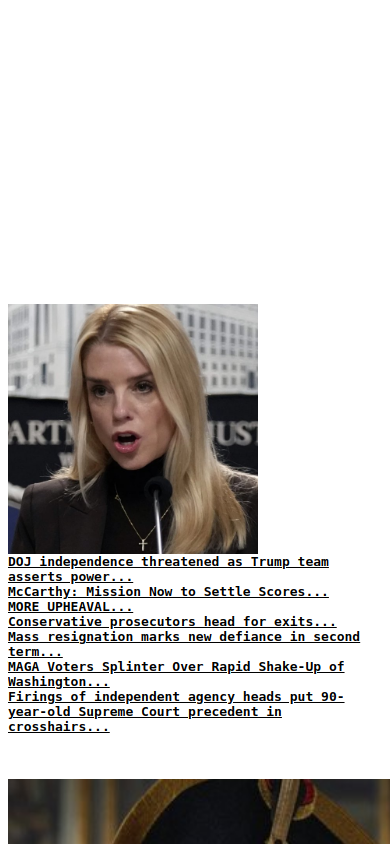 ARTM
JUST
W
DOJ independence threatened as Trump team
asserts power...
McCarthy: Mission Now to Settle Scores...
MORE UPHEAVAL...
Conservative prosecutors head for exits...
Mass resignation marks new defiance in second
term...
MAGA Voters Splinter Over Rapid Shake-Up of
Washington...
Firings of independent agency heads put 90-
year-old Supreme Court precedent in
crosshairs...